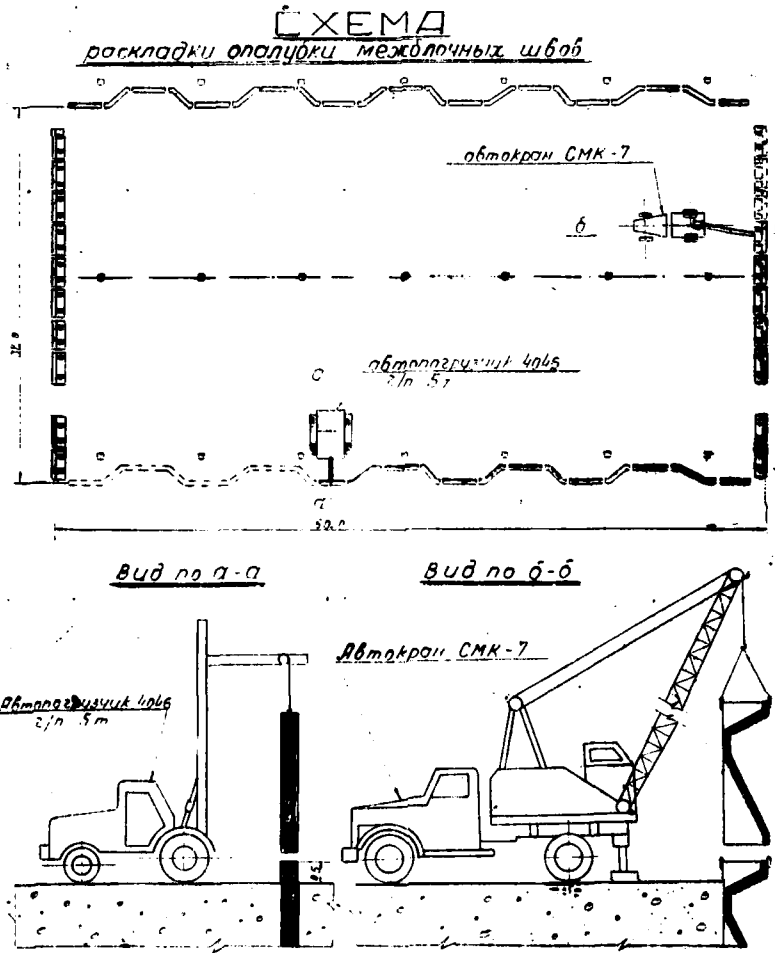 СХЕМА
раскладки опалубки межблочных швов
автокран СМК-7
б
автопогрузчик 4045
г/п 5т
а
а
Вид по а-а
Вид по б-б
Автокран СМК-7
Автопогрузчик 4046
г/п 5т